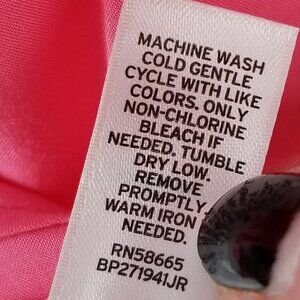 MACHINE WASH
COLD GENTLE
CYCLE WITH LIKE
COLORS. ONLY
NON-CHLORINE
BLEACH IF
NEEDED. TUMBLE
DRY LOW.
REMOVE
PROMPTLY.
WARM IRON
NEEDED.
RN58665
BP271941JR